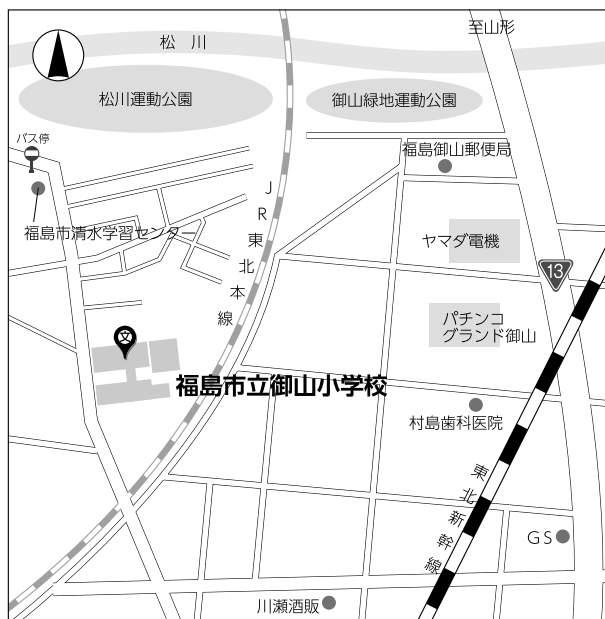 松川
至山形
松川運動公園
御山緑地運動公園
バス停
福島御山郵便局
福島市清水学習センター
JR東北本線
ヤマダ電機
13
パチンコ
グランド御山
文
福島市立御山小学校
村島歯科医院
東北新幹線
GS
川瀬酒販